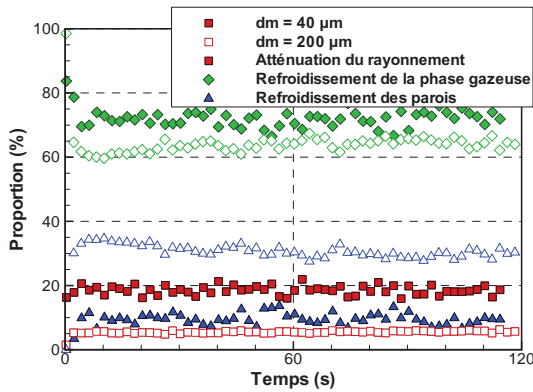 dm = 40 µm
dm = 200 µm
Atténuation du rayonnement
Refroidissement de la phase gazeuse
Refroidissement des parois
100
80
60
40
20
0
Proportion (%)
0
60
120
Temps (s)